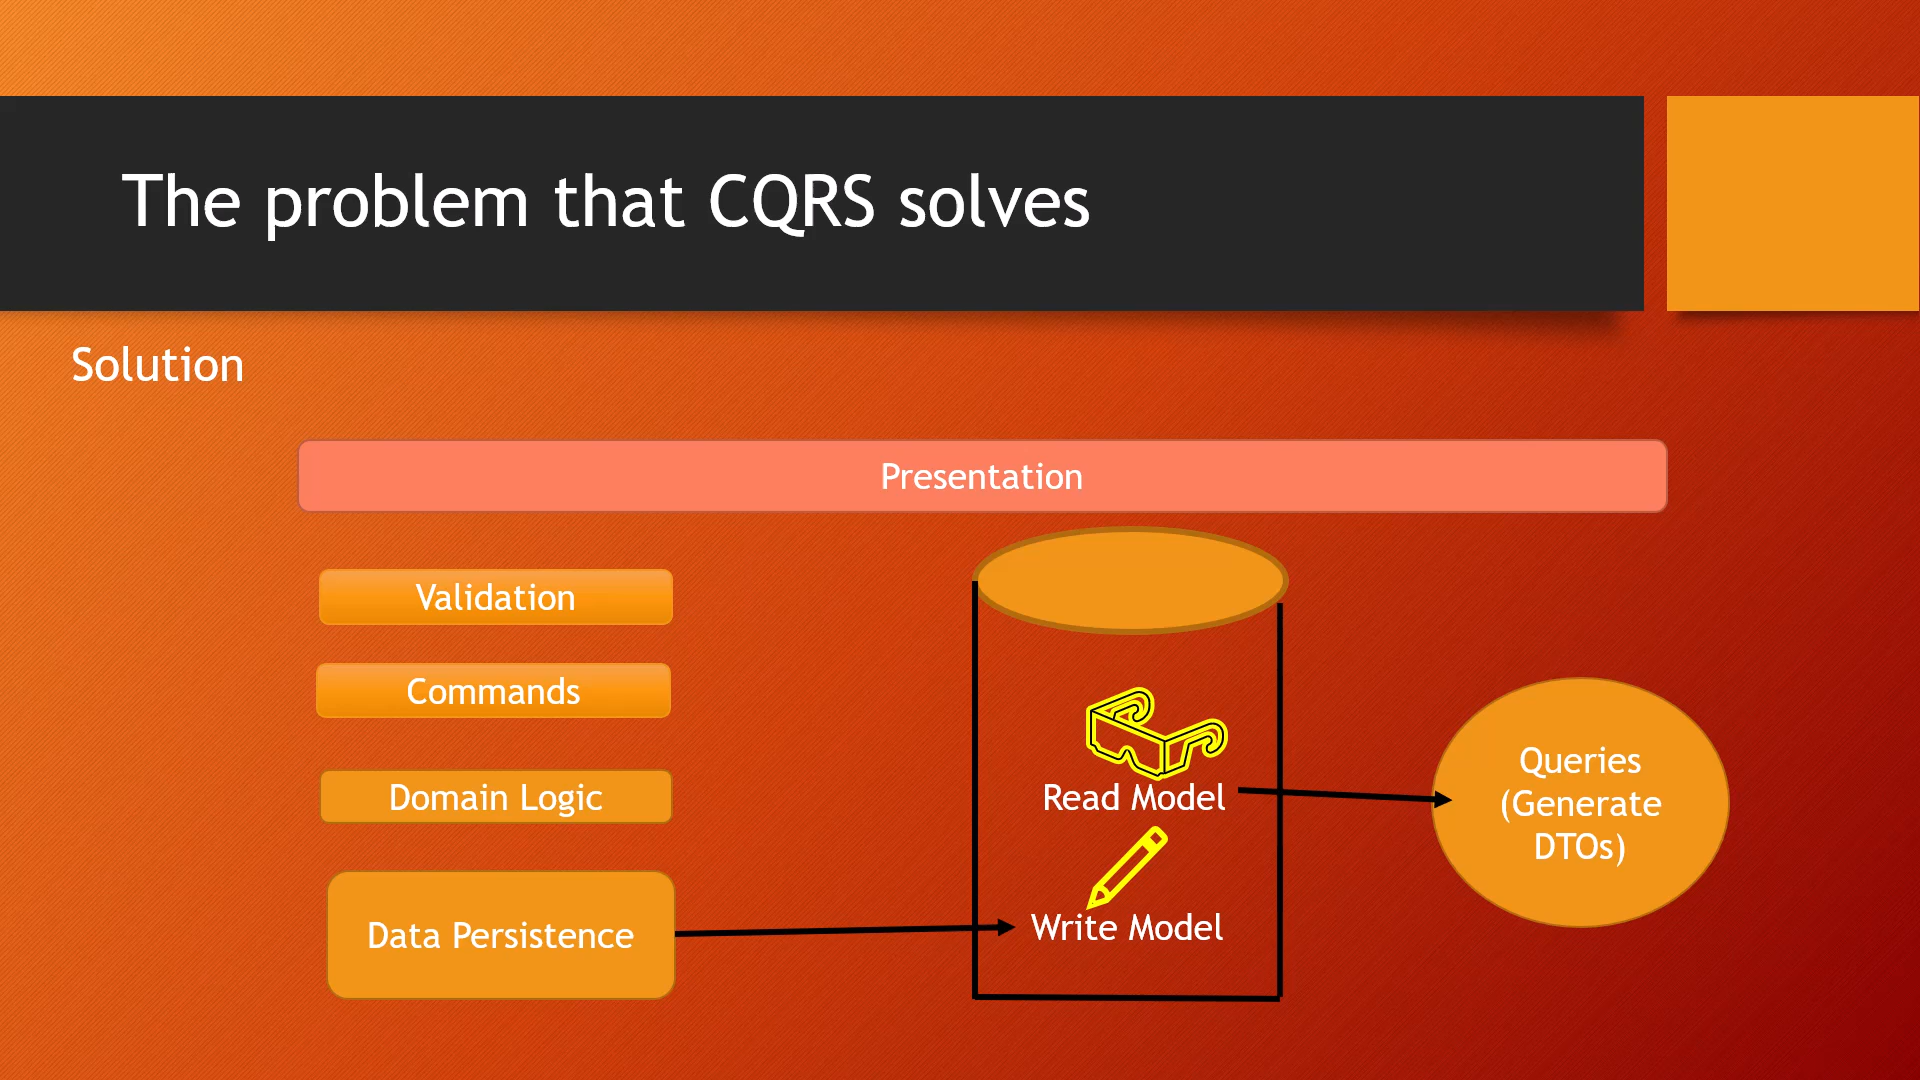 The problem that CQRS solves
Solution
Presentation
Validation
Commands
Domain Logic
Data Persistence
Read Model
Write Model
Queries
(Generate
DTOs)